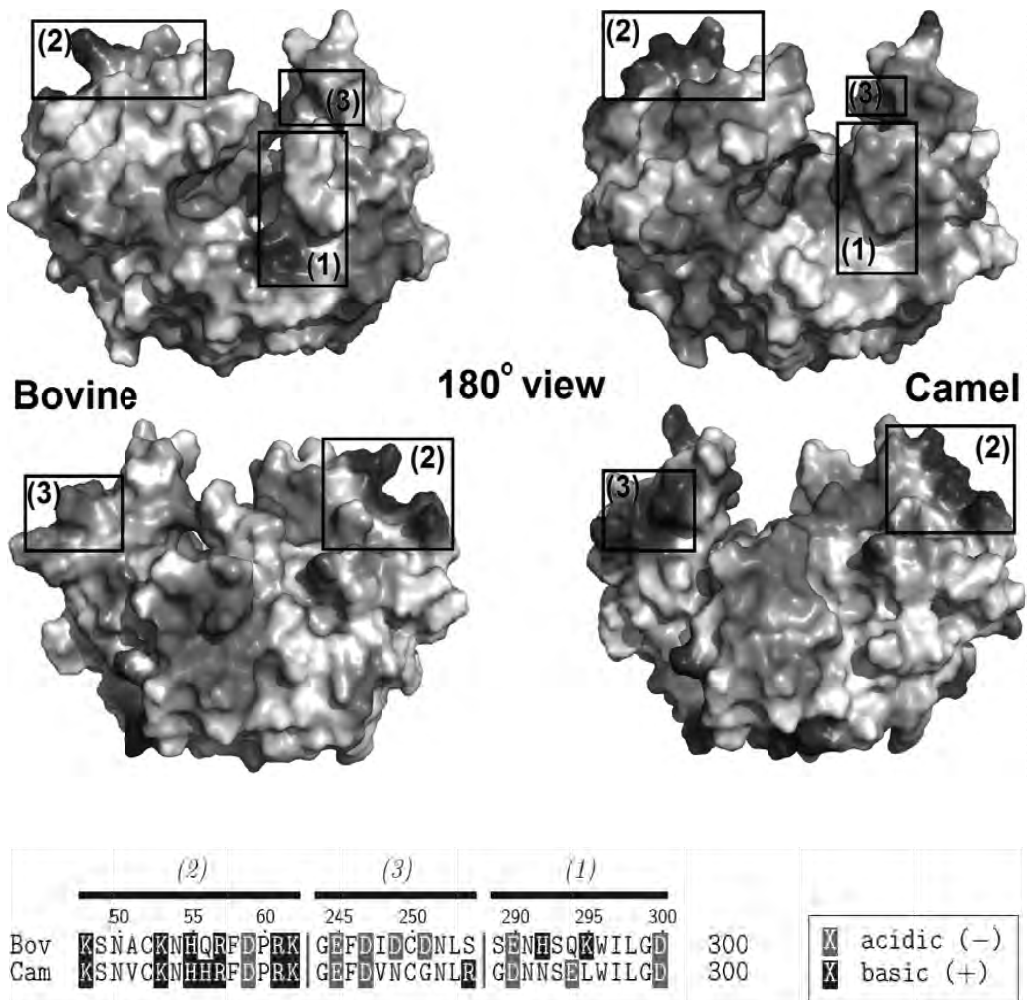 (2) (3) (1)
(2) (3) (1)
Bovine 180° view Camel
(3) (2)
(3) (2)
(2) (3) (1)
50 55 60 245 250 290 295 300
Bov KSNACKNHQRFDPRK GEFDIDCDNLS SENHSQKWILGD 300
Cam KSNVCKNHHRFDPRK GEFDVNCGNLR GDNNSELWILGD 300
X acidic (−)
X basic (+)